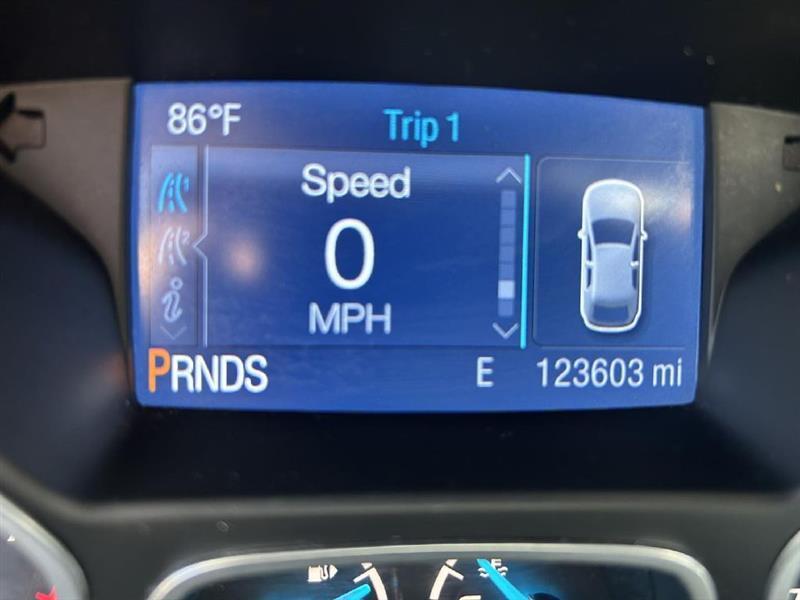 86°F
Trip 1
Speed
0
MPH
PRNDS
E
123603 mi